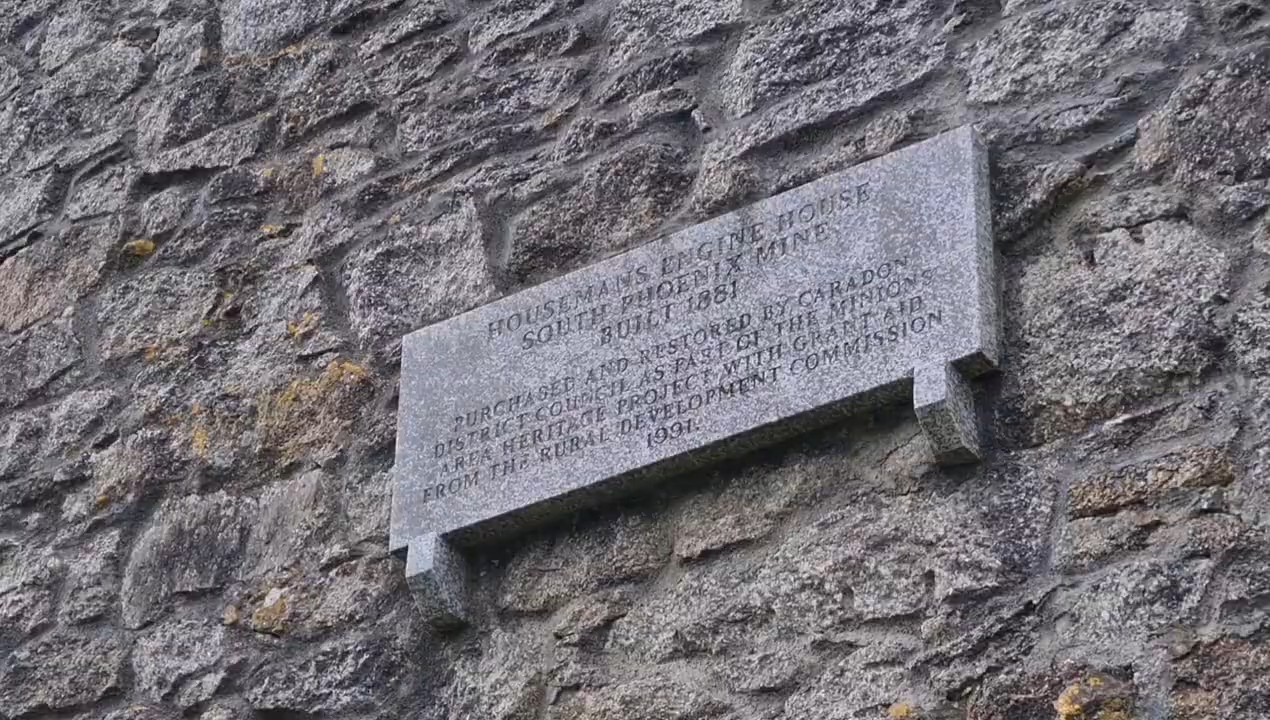 HOUSEMANS ENGINE HOUSE
SOUTH PHOENIX MINE
BUILT 1881
PURCHASED AND RESTORED BY CARADON
DISTRICT COUNCIL AS PART OF THE MINIONS
AREA HERITAGE PROJECT WITH GRANT AID
FROM THE RURAL DEVELOPMENT COMMISSION
1991.